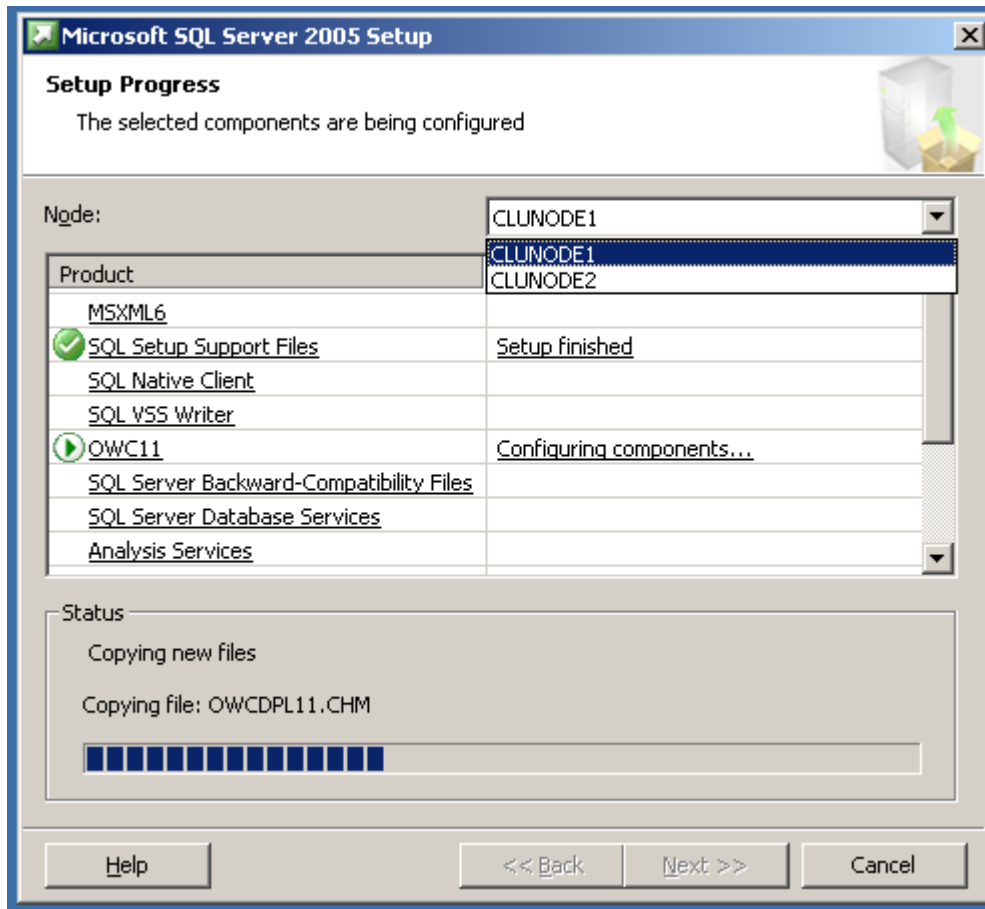 Microsoft SQL Server 2005 Setup
Setup Progress
The selected components are being configured
Node:
CLUNODE1
CLUNODE1
CLUNODE2
Product
MSXML6
SQL Setup Support Files Setup finished
SQL Native Client
SQL VSS Writer
OWC11 Configuring components...
SQL Server Backward-Compatibility Files
SQL Server Database Services
Analysis Services
Status
Copying new files
Copying file: OWCDPL11.CHM
Help << Back Next >> Cancel